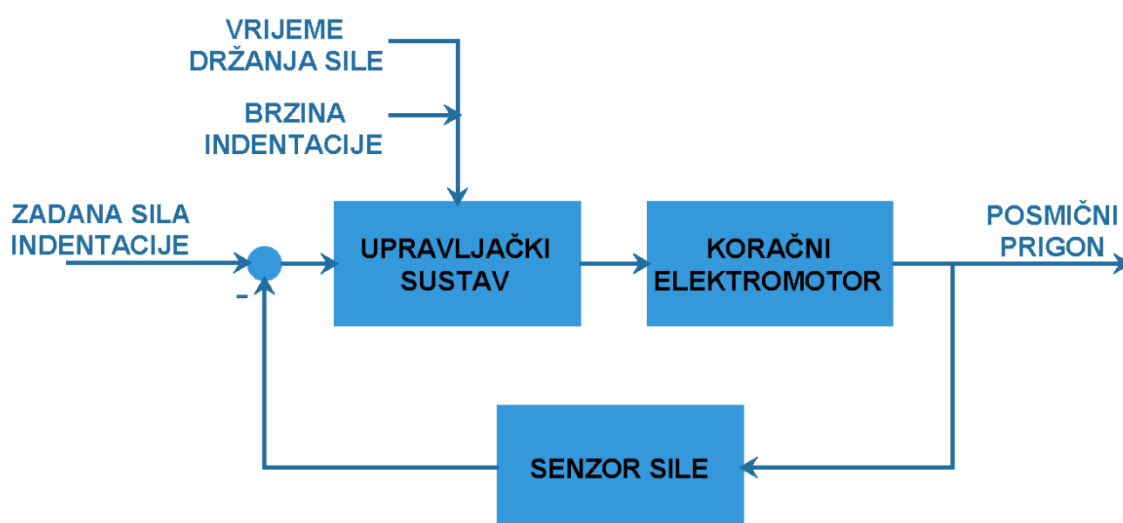 VRIJEME
DRŽANJA SILE
BRZINA
INDENTACIJE
ZADANA SILA
INDENTACIJE
-
UPRAVLJAČKI
SUSTAV
KORAČNI
ELEKTROMOTOR
POSMIČNI
PRIGON
SENZOR SILE